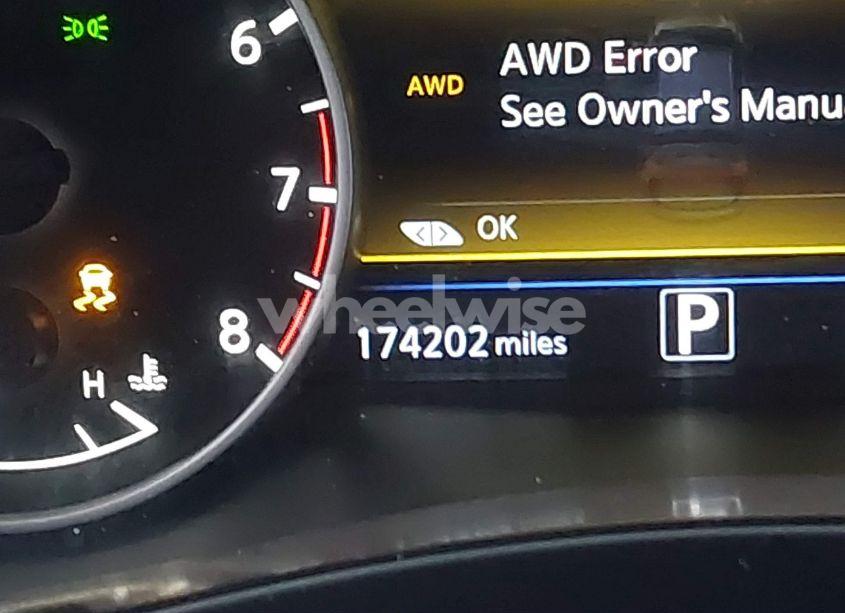 6
AWD Error
AWD
See Owner's Manu
7
OK
wheelwise
8
174202 miles
P
H